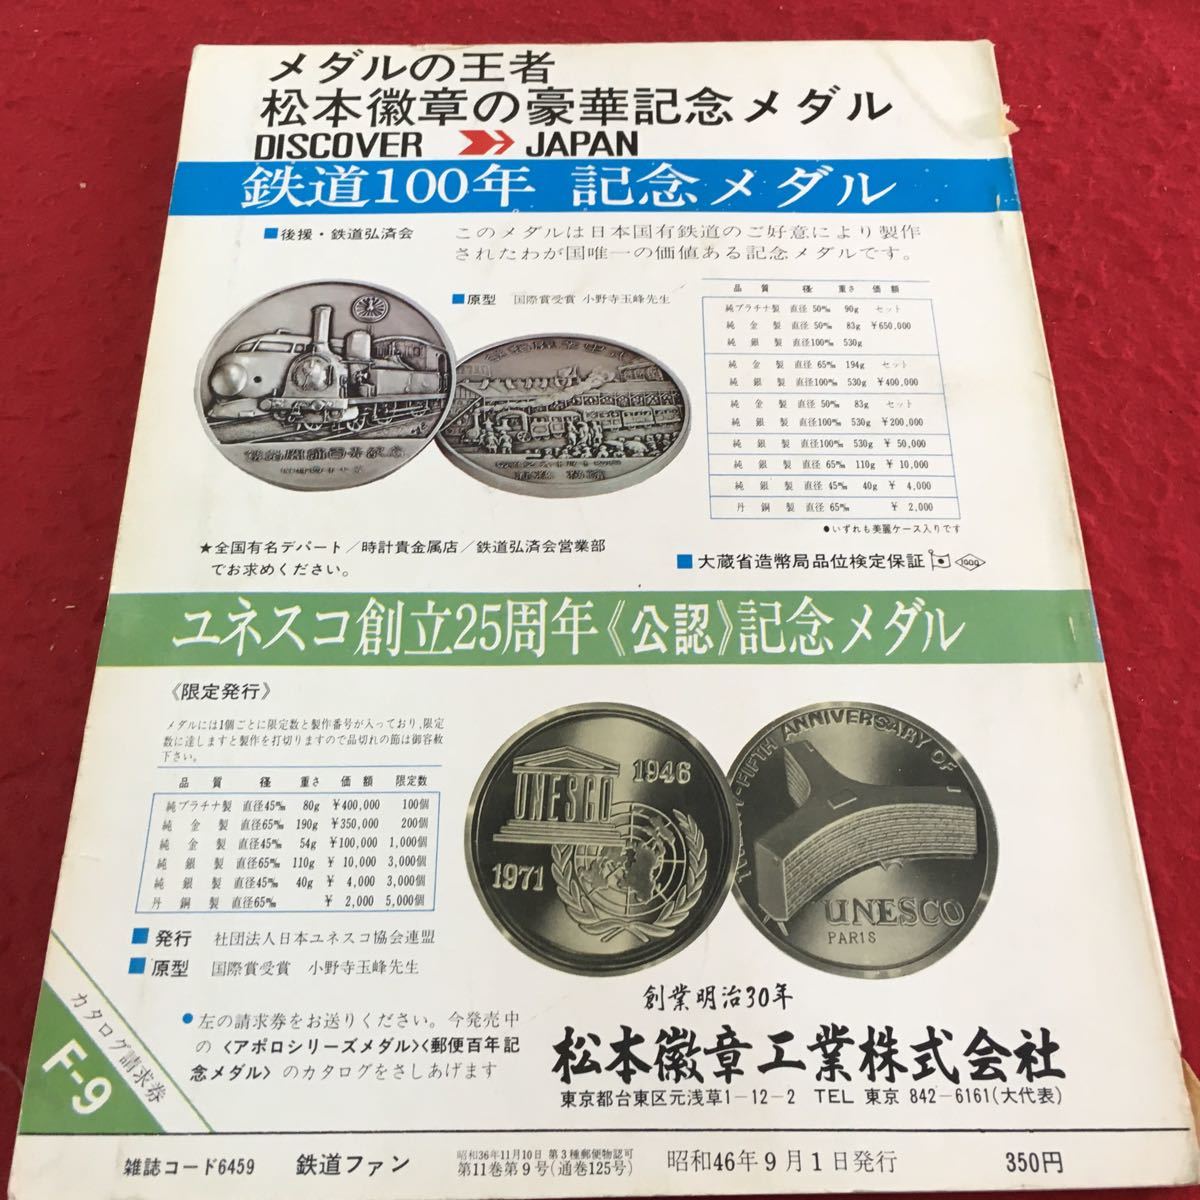 メダルの王者
松本徽章の豪華記念メダル
DISCOVER JAPAN
鉄道100年 記念メダル
■後援・鉄道弘済会
このメダルは日本国有鉄道のご好意により製作
されたわが国唯一の価値ある記念メダルです。
■原型 国際賞受賞 小野寺玉峰先生
品質 径 重さ 価額
純プラチナ製 直径50㎜ 90g セット
純金製 直径50㎜ 83g ¥650,000
純銀製 直径100㎜ 530g
純金製 直径65㎜ 194g セット
純銀製 直径100㎜ 530g ¥400,000
純金製 直径50㎜ 83g セット
純銀製 直径100㎜ 530g ¥200,000
純銀製 直径100㎜ 530g ¥50,000
純銀製 直径65㎜ 110g ¥10,000
純銀製 直径45㎜ 40g ¥4,000
丹銅製 直径65㎜ ¥2,000
●いずれも美麗ケース入りです
★全国有名デパート／時計貴金属店／鉄道弘済会営業部
でお求めください。
■大蔵省造幣局品位検定保証
1000
ユネスコ創立25周年《公認》記念メダル
《限定発行》
メダルには1個ごとに限定数と製作番号が入っており、限定
数に達しますと製作を打切りますので品切れの節は御容赦
下さい。
品質 径 重さ 価額 限定数
純プラチナ製 直径45㎜ 80g ¥400,000 100個
純金製 直径65㎜ 190g ¥350,000 200個
純金製 直径45㎜ 54g ¥100,000 1,000個
純銀製 直径65㎜ 110g ¥10,000 3,000個
純銀製 直径45㎜ 40g ¥4,000 3,000個
丹銅製 直径65㎜ ¥2,000 5,000個
UNESCO
1946
1971
FIFTH ANNIVERSARY OF
UNESCO
PARIS
■発行 社団法人日本ユネスコ協会連盟
■原型 国際賞受賞 小野寺玉峰先生
●左の請求券をお送りください。今発売中
の〈アポロシリーズメダル〉〈郵便百年記
念メダル〉のカタログをさしあげます
カタログ請求券
F-9
創業明治30年
松本徽章工業株式会社
東京都台東区元浅草1-12-2 TEL 東京 842-6161(大代表)
雑誌コード6459 鉄道ファン
昭和36年11月10日 第3種郵便物認可
第11巻第9号(通巻125号)
昭和46年9月1日発行
350円